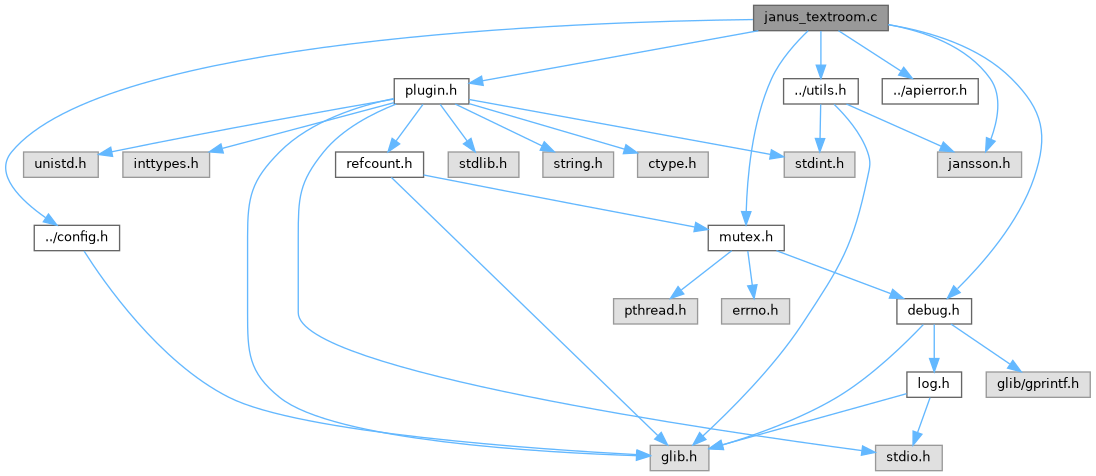 janus_textroom.c
plugin.h
../utils.h
../apierror.h
unistd.h
inttypes.h
refcount.h
stdlib.h
string.h
ctype.h
stdint.h
jansson.h
../config.h
mutex.h
pthread.h
errno.h
debug.h
log.h
glib/gprintf.h
glib.h
stdio.h